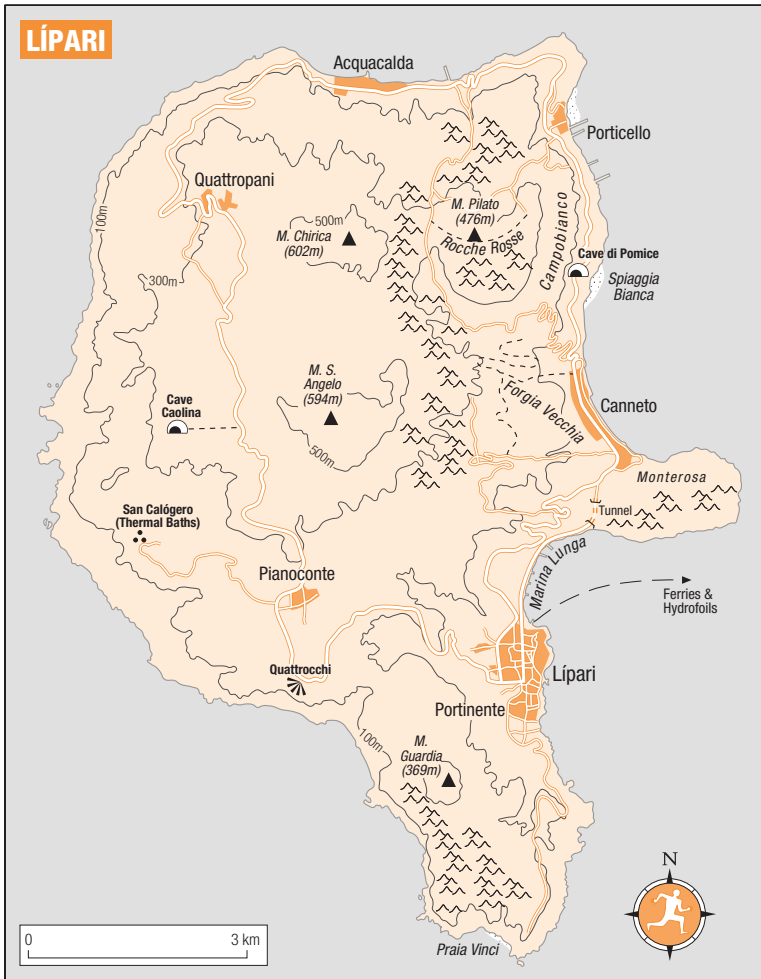 LÍPARI
Acquacalda
Porticello
Quattropani
100m
M. Pilato
(476m)
500m
M. Chirica
(602m)
Rocche Rosse
Campobianco
Cave di Pomice
Spiaggia
Bianca
300m
M. S.
Angelo
(594m)
Cave
Caolina
500m
Forgia Vecchia
Canneto
Monterosa
San Calógero
(Thermal Baths)
Tunnel
Marina Lunga
Pianoconte
Ferries &
Hydrofoils
Quattrocchi
Lípari
Portinente
100m
M.
Guardia
(369m)
N
0 3 km
Praia Vinci